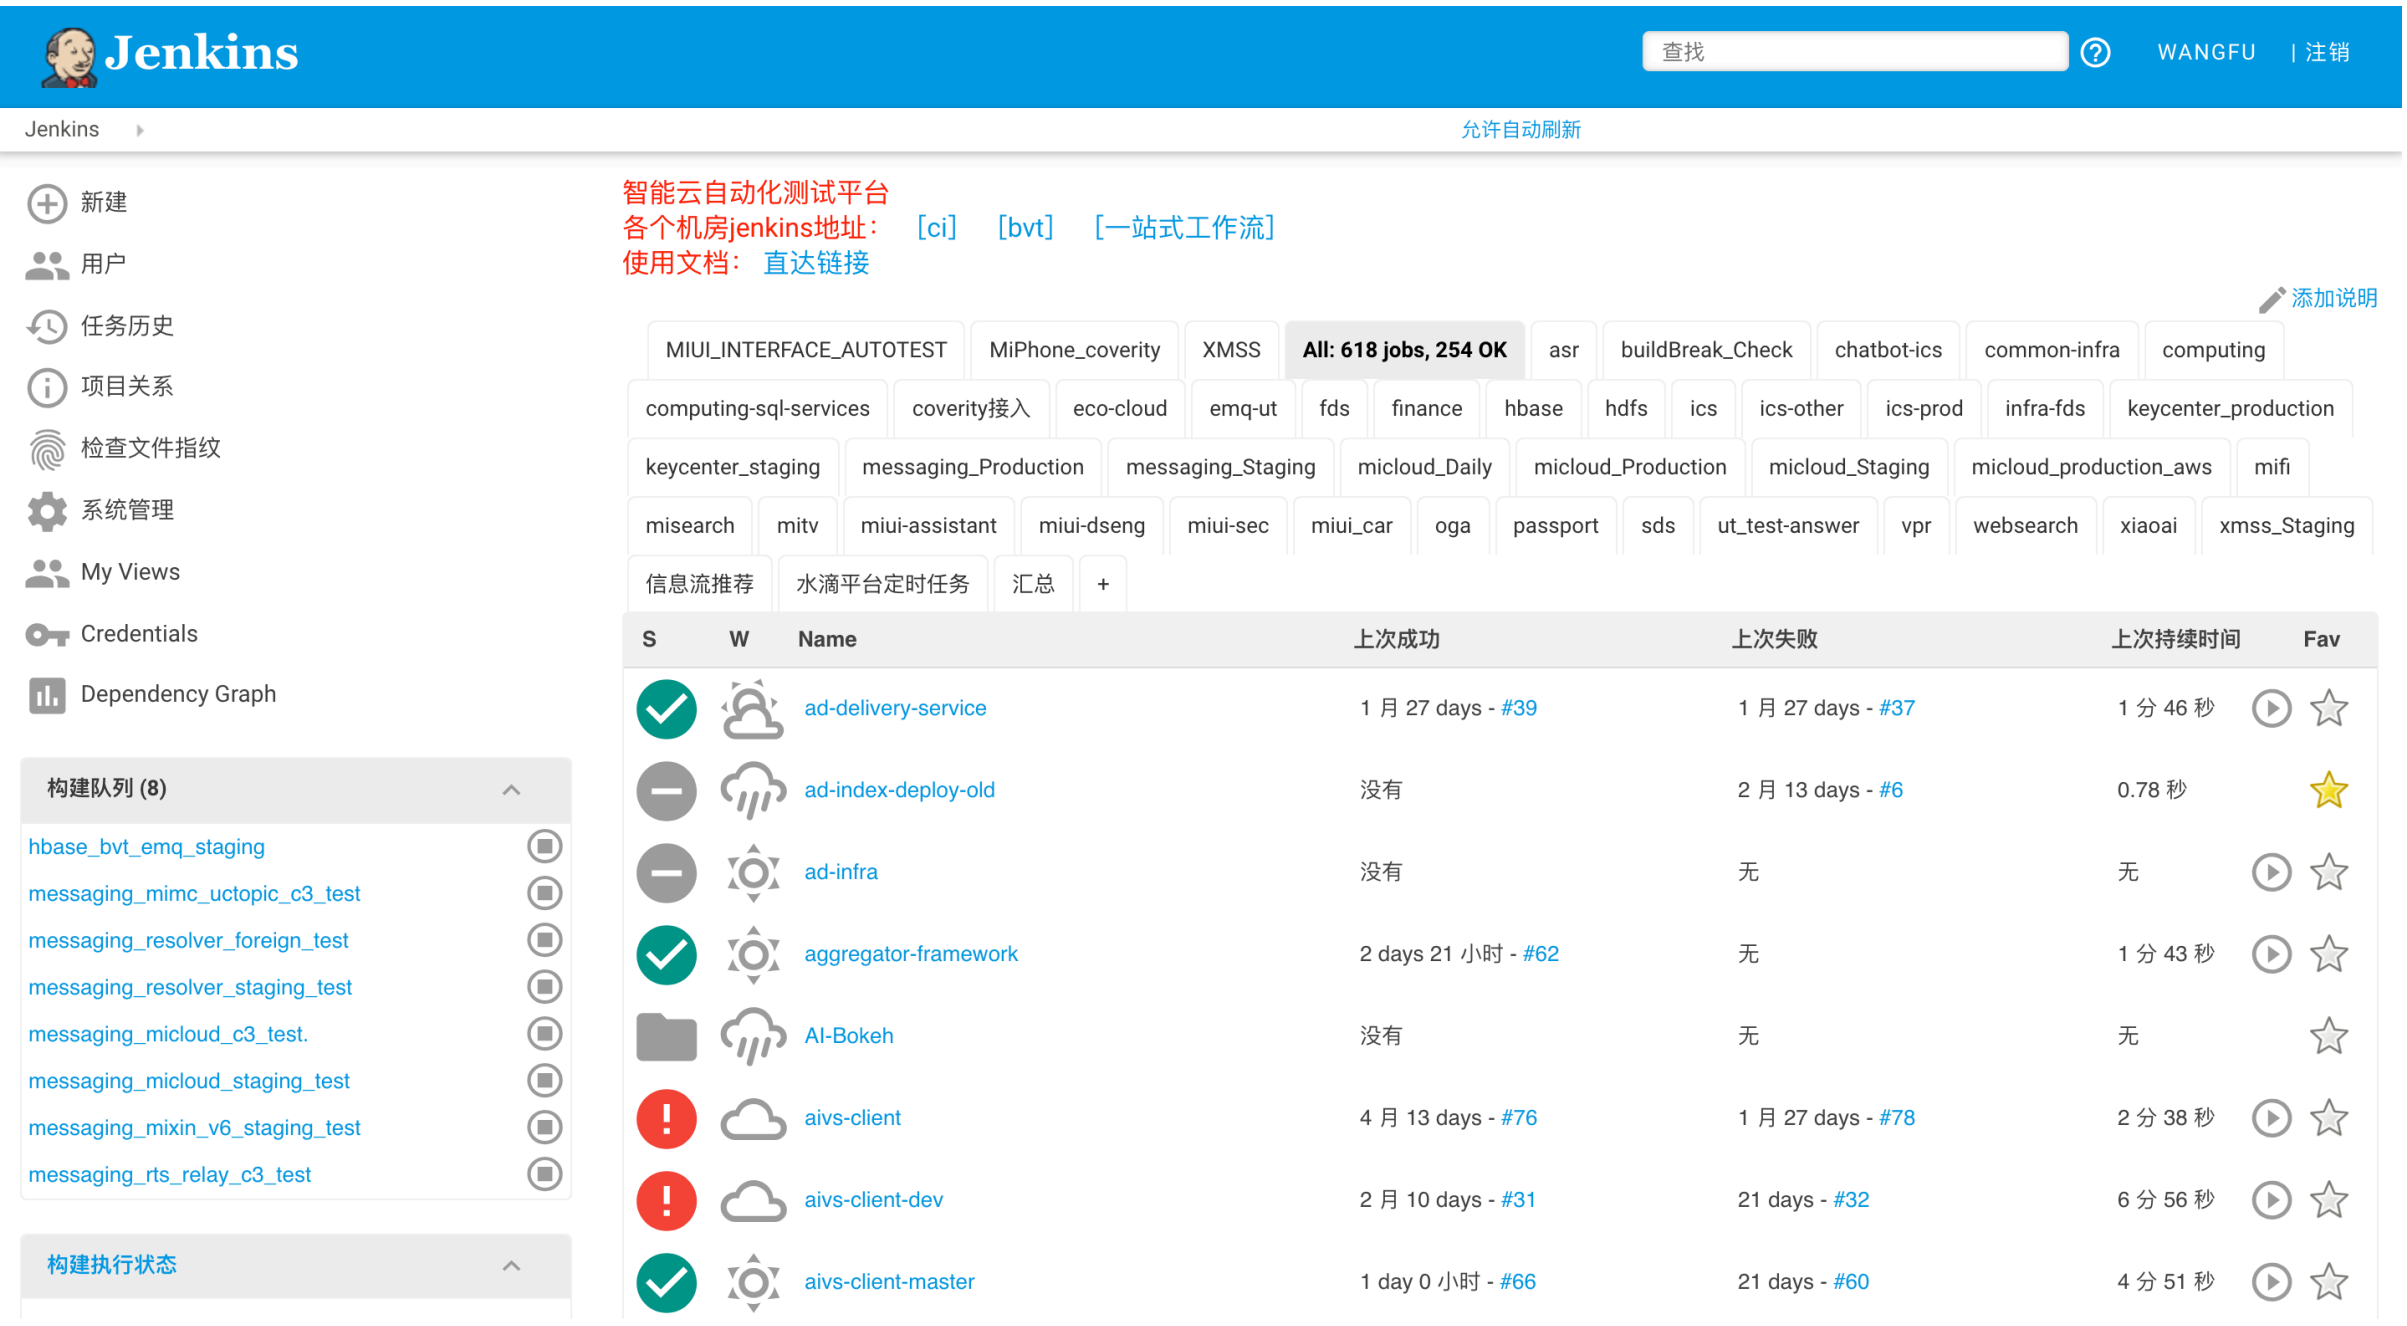 Jenkins
查找
WANGFU
| 注销
Jenkins
允许自动刷新
新建
用户
任务历史
项目关系
检查文件指纹
系统管理
My Views
Credentials
Dependency Graph
构建队列 (8)
hbase_bvt_emq_staging
messaging_mimc_uctopic_c3_test
messaging_resolver_foreign_test
messaging_resolver_staging_test
messaging_micloud_c3_test.
messaging_micloud_staging_test
messaging_mixin_v6_staging_test
messaging_rts_relay_c3_test
构建执行状态
智能云自动化测试平台
各个机房jenkins地址： [ci] [bvt] [一站式工作流]
使用文档： 直达链接
添加说明
MIUI_INTERFACE_AUTOTEST MiPhone_coverity XMSS All: 618 jobs, 254 OK asr buildBreak_Check chatbot-ics common-infra computing
computing-sql-services coverity接入 eco-cloud emq-ut fds finance hbase hdfs ics ics-other ics-prod infra-fds keycenter_production
keycenter_staging messaging_Production messaging_Staging micloud_Daily micloud_Production micloud_Staging micloud_production_aws mifi
misearch mitv miui-assistant miui-dseng miui-sec miui_car oga passport sds ut_test-answer vpr websearch xiaoai xmss_Staging
信息流推荐 水滴平台定时任务 汇总 +
S W Name 上次成功 上次失败 上次持续时间 Fav
ad-delivery-service 1 月 27 days - #39 1 月 27 days - #37 1 分 46 秒
ad-index-deploy-old 没有 2 月 13 days - #6 0.78 秒
ad-infra 没有 无 无
aggregator-framework 2 days 21 小时 - #62 无 1 分 43 秒
AI-Bokeh 没有 无 无
aivs-client 4 月 13 days - #76 1 月 27 days - #78 2 分 38 秒
aivs-client-dev 2 月 10 days - #31 21 days - #32 6 分 56 秒
aivs-client-master 1 day 0 小时 - #66 21 days - #60 4 分 51 秒